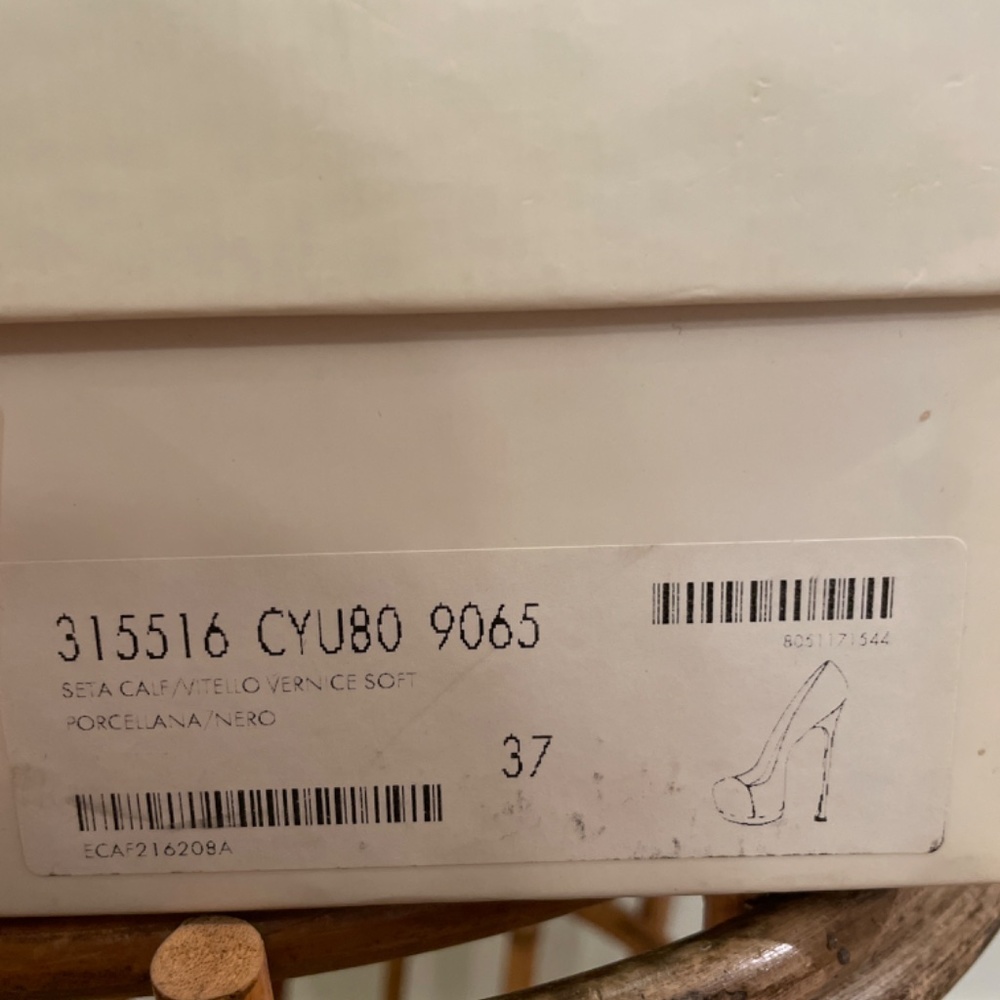 315516 CYU80 9065
8051171544
SETA CALF/VITELLO VERNICE SOFT
PORCELLANA/NERO
37
ECAF216208A